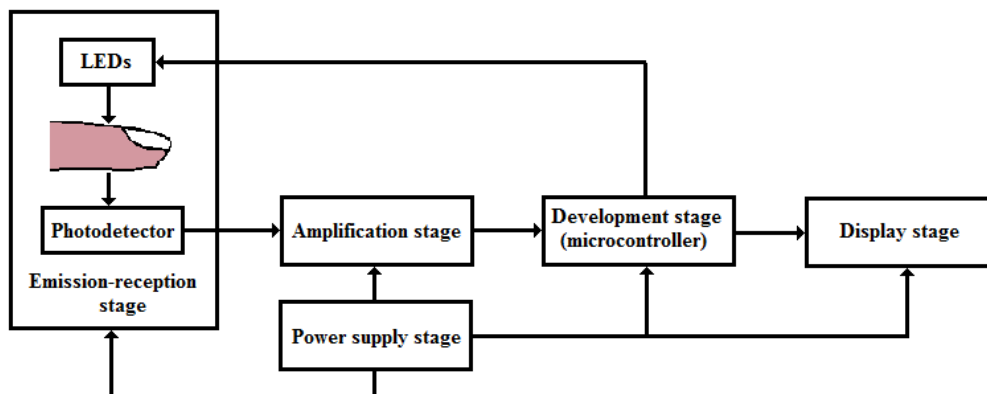 LEDs
Photodetector
Emission-reception
stage
Amplification stage
Power supply stage
Development stage
(microcontroller)
Display stage